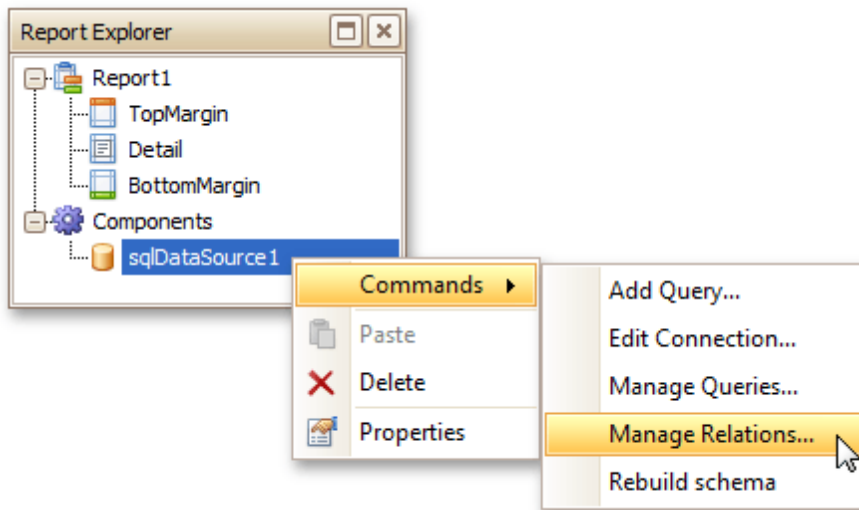 Report Explorer
Report1
TopMargin
Detail
BottomMargin
Components
sqlDataSource1
Commands
Paste
Delete
Properties
Add Query...
Edit Connection...
Manage Queries...
Manage Relations...
Rebuild schema